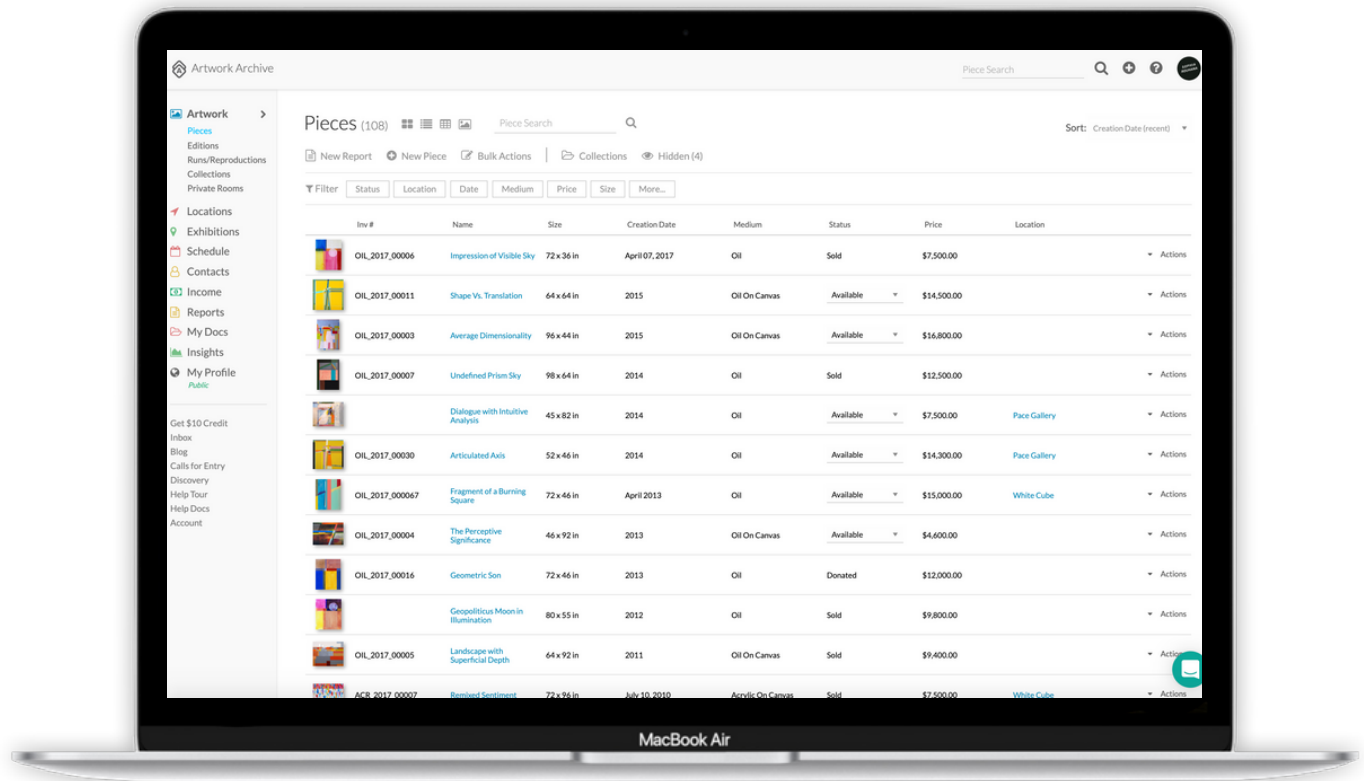 Artwork Archive
Piece Search
Artwork
Pieces
Editions
Runs/Reproductions
Collections
Private Rooms
Locations
Exhibitions
Schedule
Contacts
Income
Reports
My Docs
Insights
My Profile
Public
Get $10 Credit
Inbox
Blog
Calls for Entry
Discovery
Help Tour
Help Docs
Account
Pieces (108)
Piece Search
Sort: Creation Date (recent)
New Report New Piece Bulk Actions Collections Hidden (4)
Filter Status Location Date Medium Price Size More...
Inv # Name Size Creation Date Medium Status Price Location
OIL_2017_00006 Impression of Visible Sky 72 x 36 in April 07, 2017 Oil Sold $7,500.00 Actions
OIL_2017_00011 Shape Vs. Translation 64 x 64 in 2015 Oil On Canvas Available $14,500.00 Actions
OIL_2017_00003 Average Dimensionality 96 x 44 in 2015 Oil On Canvas Available $16,800.00 Actions
OIL_2017_00007 Undefined Prism Sky 98 x 64 in 2014 Oil Sold $12,500.00 Actions
Dialogue with Intuitive
Analysis 45 x 82 in 2014 Oil Available $7,500.00 Pace Gallery Actions
OIL_2017_00030 Articulated Axis 52 x 46 in 2014 Oil Available $14,300.00 Pace Gallery Actions
OIL_2017_000067 Fragment of a Burning
Square 72 x 46 in April 2013 Oil Available $15,000.00 White Cube Actions
OIL_2017_00004 The Perceptive
Significance 46 x 92 in 2013 Oil On Canvas Available $4,600.00 Actions
OIL_2017_00016 Geometric Son 72 x 46 in 2013 Oil Donated $12,000.00 Actions
Geopoliticus Moon in
Illumination 80 x 55 in 2012 Oil Sold $9,800.00 Actions
OIL_2017_00005 Landscape with
Superficial Depth 64 x 92 in 2011 Oil On Canvas Sold $9,400.00
ACR_2017_00007 Remixed Sentiment 72 x 96 in July 10, 2010 Acrylic On Canvas Sold $7,500.00 White Cube Actions
MacBook Air